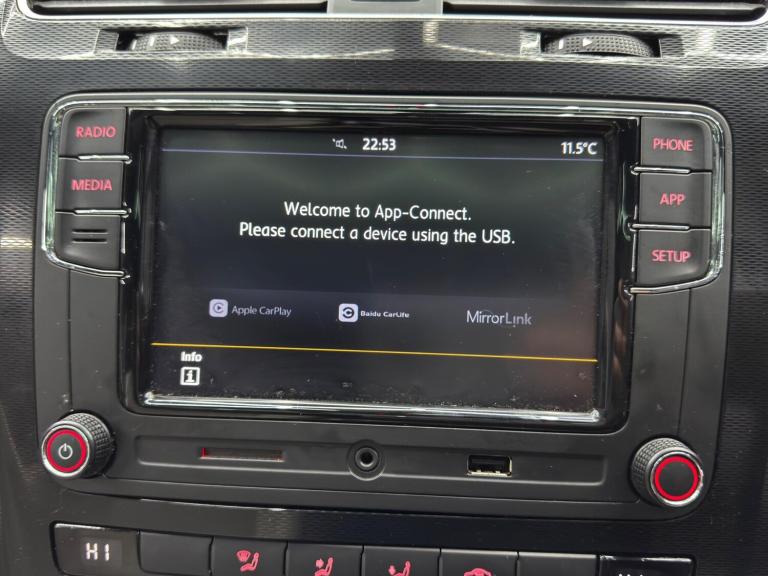 RADIO
MEDIA
22:53
11.5°C
PHONE
APP
SETUP
Welcome to App-Connect.
Please connect a device using the USB.
Apple CarPlay
Baidu CarLife
MirrorLink
Info
HI